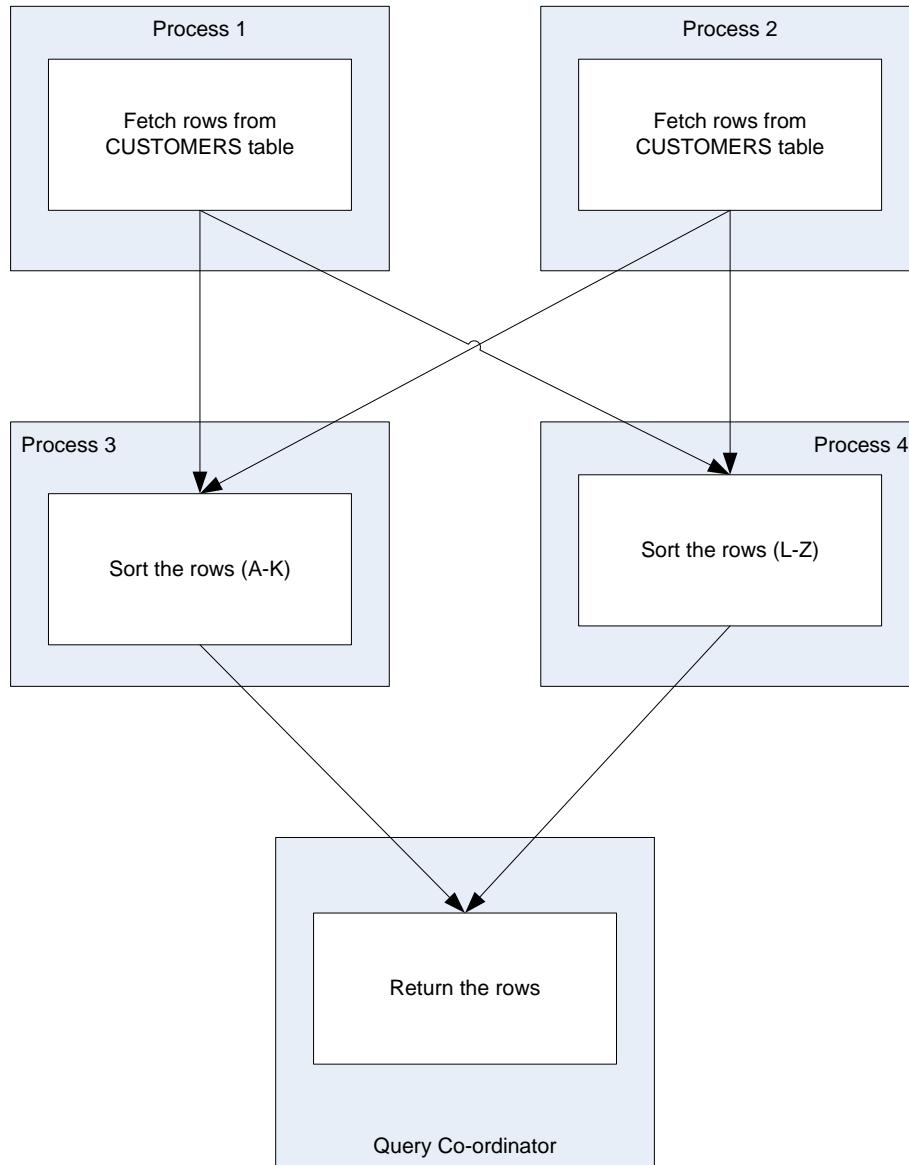 Process 1
Process 2
Fetch rows from
CUSTOMERS table
Fetch rows from
CUSTOMERS table
Process 3
Process 4
Sort the rows (A-K)
Sort the rows (L-Z)
Return the rows
Query Co-ordinator